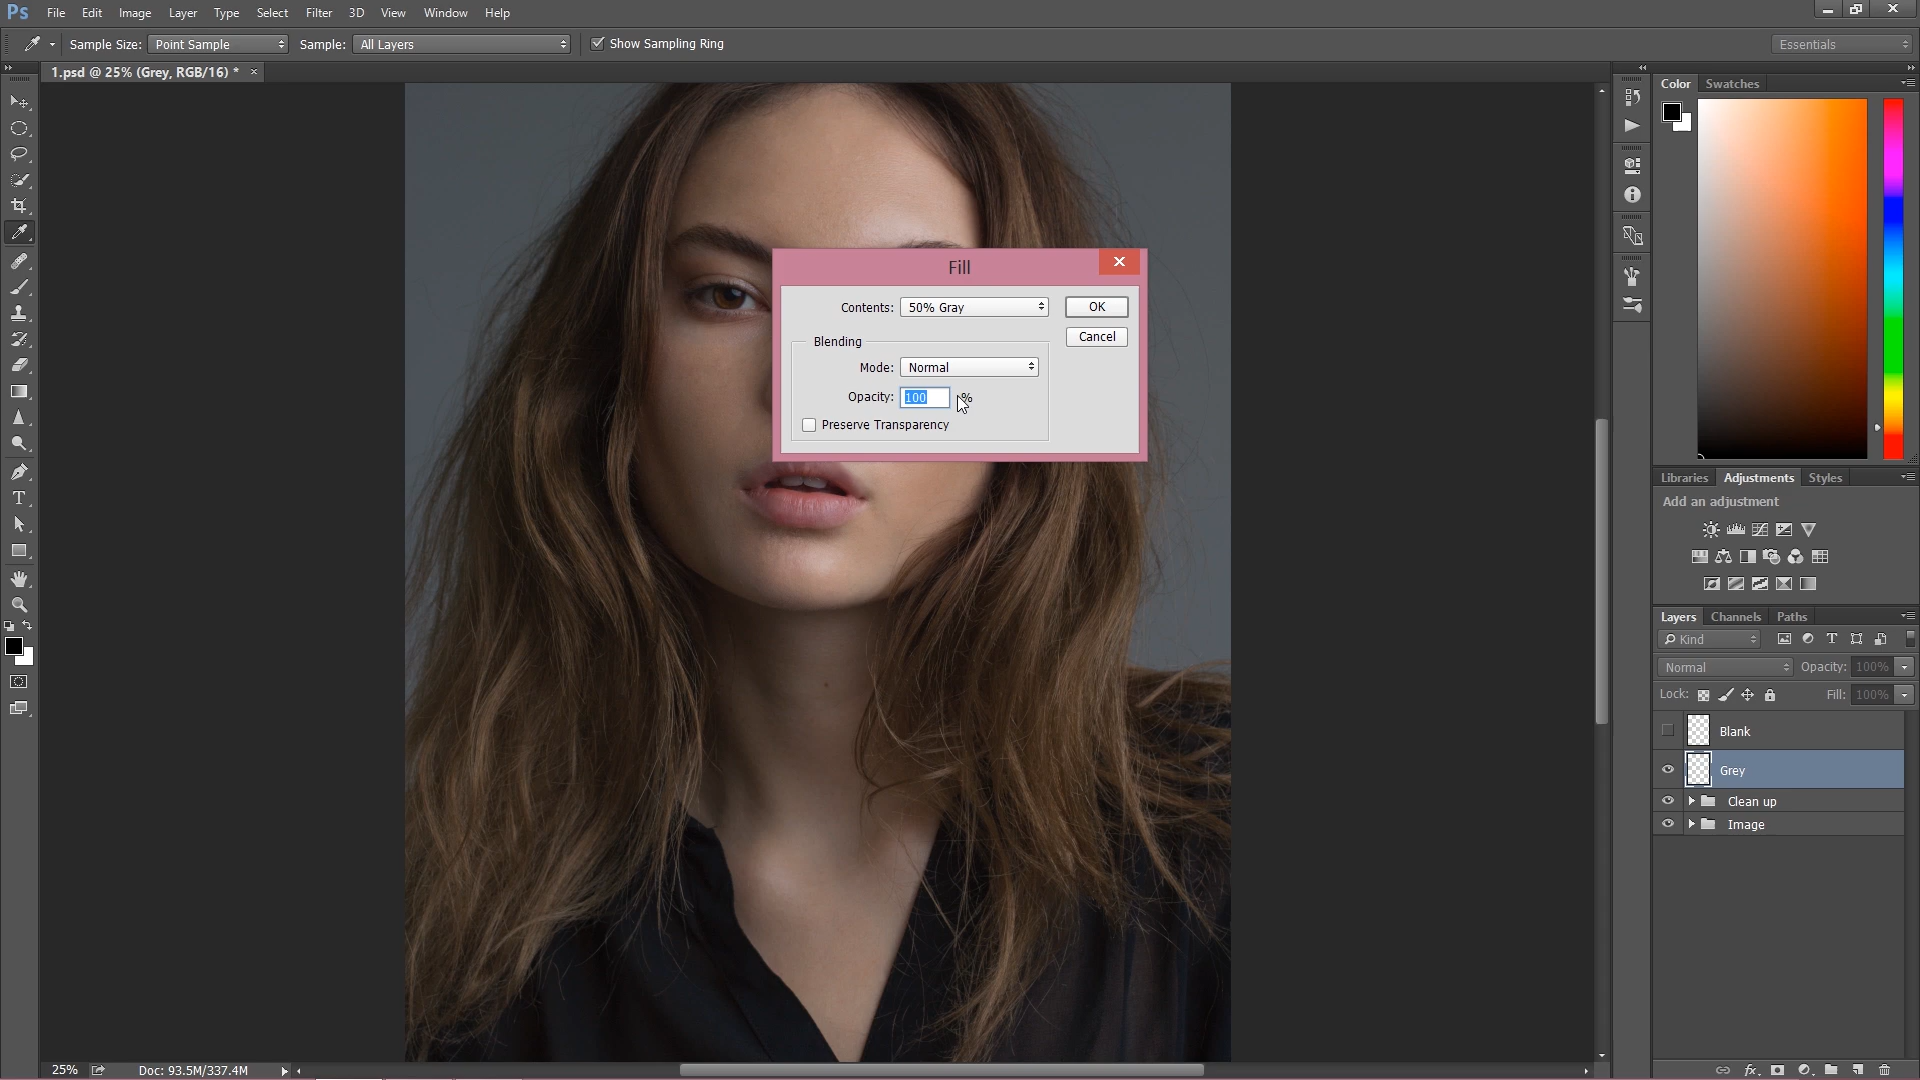 Ps File Edit Image Layer Type Select Filter 3D View Window Help
Sample Size: Point Sample Sample: All Layers Show Sampling Ring Essentials
1.psd @ 25% (Grey, RGB/16) * ×
Color Swatches
Fill
Contents: 50% Gray OK
Blending Cancel
Mode: Normal
Opacity: 100 %
Preserve Transparency
Libraries Adjustments Styles
Add an adjustment
Layers Channels Paths
Kind
Normal Opacity: 100%
Lock: Fill: 100%
Blank
Grey
Clean up
Image
25% Doc: 93.5M/337.4M